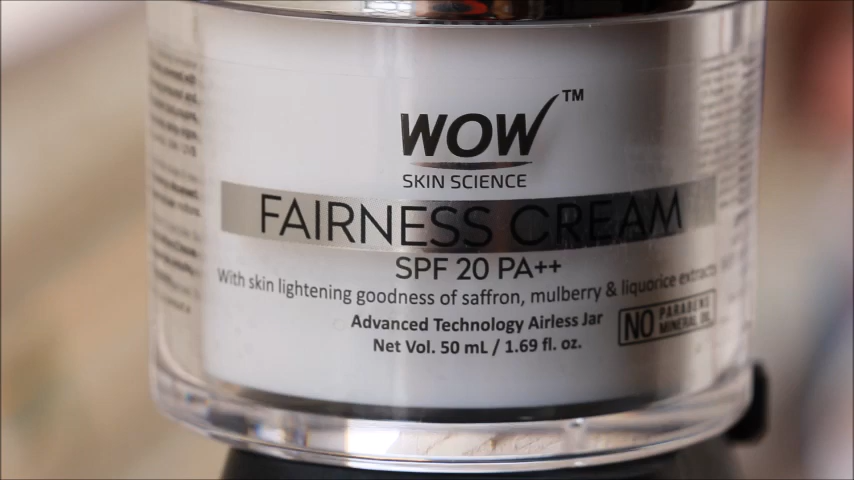 WOW™
SKIN SCIENCE
FAIRNESS CREAM
SPF 20 PA++
With skin lightening goodness of saffron, mulberry & liquorice extracts
Advanced Technology Airless Jar
Net Vol. 50 mL / 1.69 fl. oz.
NO PARABENS
MINERAL OIL